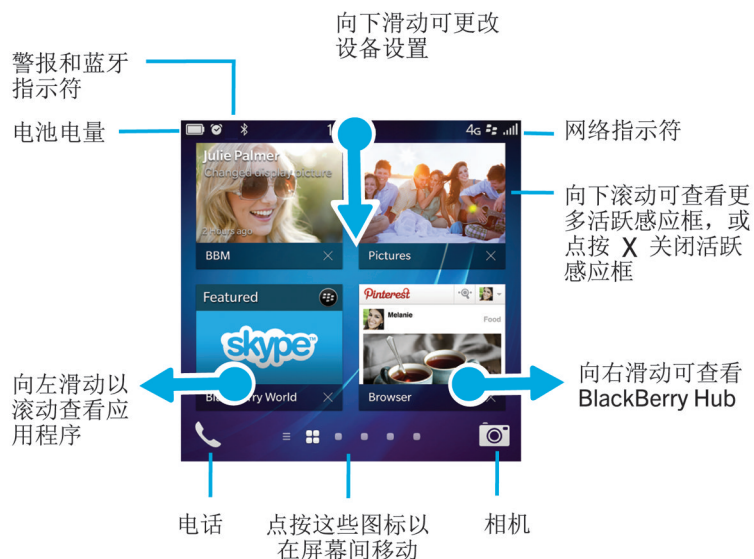 向下滑动可更改
设备设置
警报和蓝牙
指示符
电池电量
网络指示符
4G
Julie Palmer
Changed display picture
2 Hours ago
BBM
Pictures
向下滚动可查看更
多活跃感应框，或
点按 X 关闭活跃
感应框
Featured
skype
Pinterest
Melanie
Food
Browser
向左滑动以
滚动查看应
用程序
向右滑动可查看
BlackBerry Hub
电话
点按这些图标以
在屏幕间移动
相机